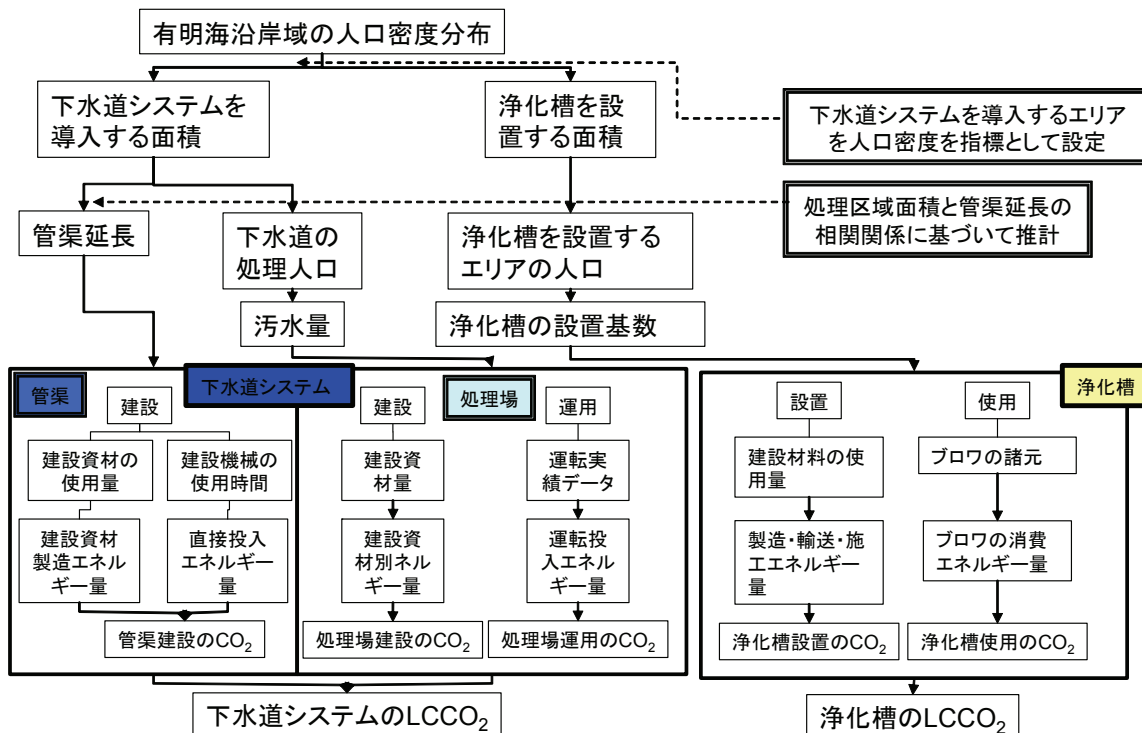 有明海沿岸域の人口密度分布
下水道システムを
導入する面積
浄化槽を設
置する面積
下水道システムを導入するエリア
を人口密度を指標として設定
処理区域面積と管渠延長の
相関関係に基づいて推計
管渠延長
下水道の
処理人口
浄化槽を設置する
エリアの人口
汚水量
浄化槽の設置基数
管渠
下水道システム
処理場
浄化槽
建設
建設資材の
使用量
建設機械の
使用時間
建設資材
製造エネル
ギー量
直接投入
エネルギー
量
管渠建設のCO2
建設
建設資
材量
建設資
材別ネル
ギー量
処理場建設のCO2
運用
運転実
績データ
運転投
入エネル
ギー量
処理場運用のCO2
設置
建設材料の使
用量
製造・輸送・施
工エネルギー
量
浄化槽設置のCO2
使用
ブロワの諸元
ブロワの消費
エネルギー量
浄化槽使用のCO2
下水道システムのLCCO2
浄化槽のLCCO2